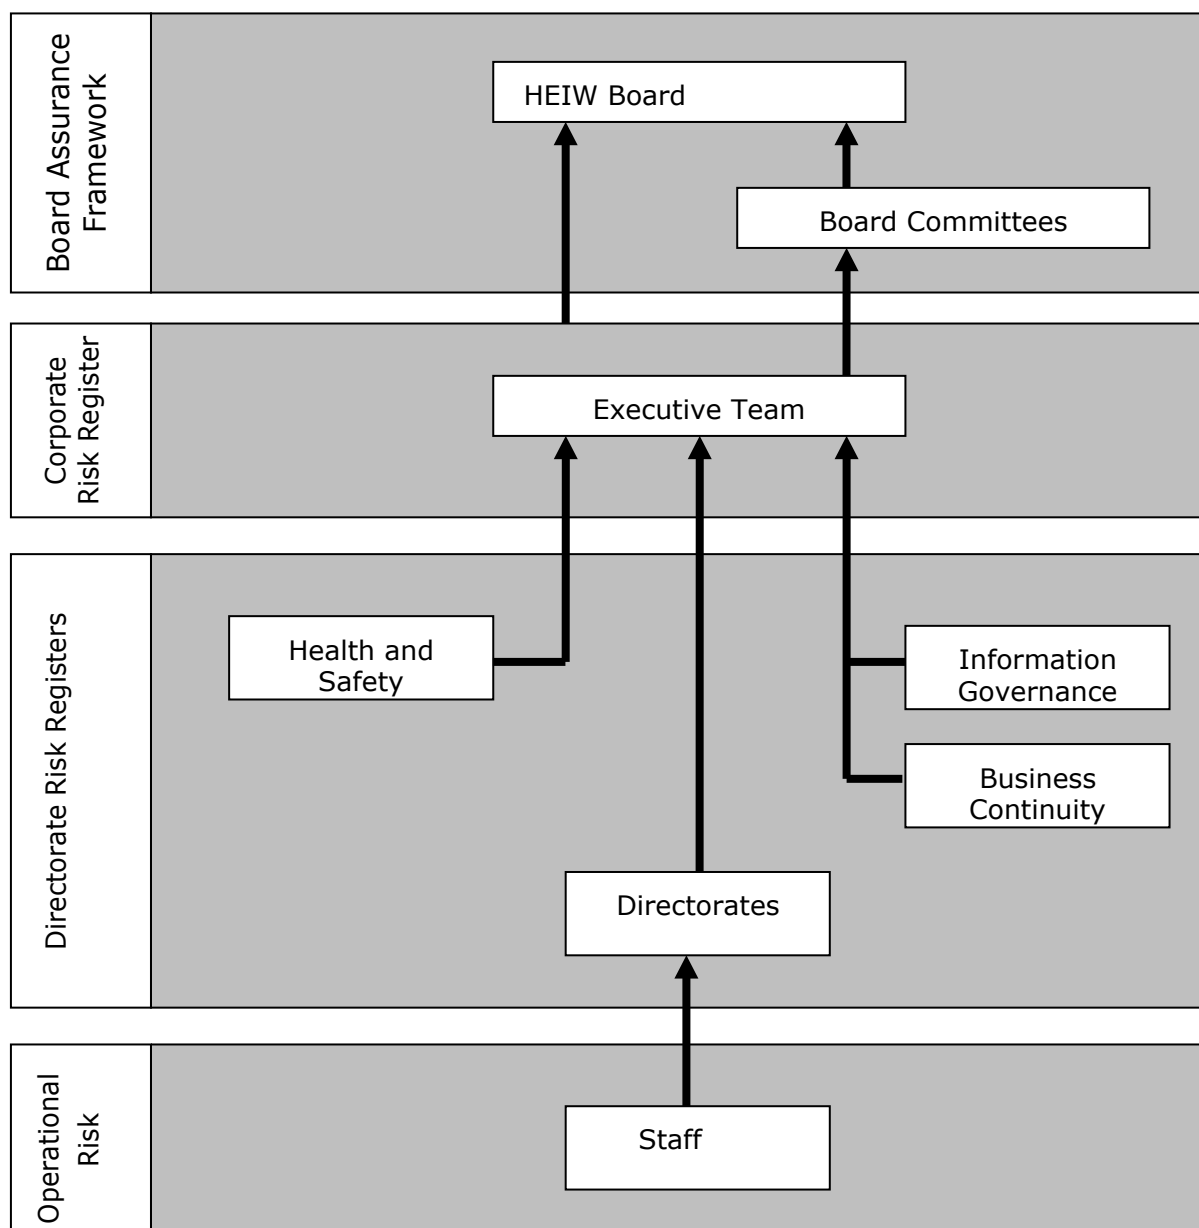 Board Assurance
Framework
HEIW Board
Board Committees
Corporate
Risk Register
Executive Team
Directorate Risk Registers
Health and
Safety
Information
Governance
Business
Continuity
Directorates
Operational
Risk
Staff